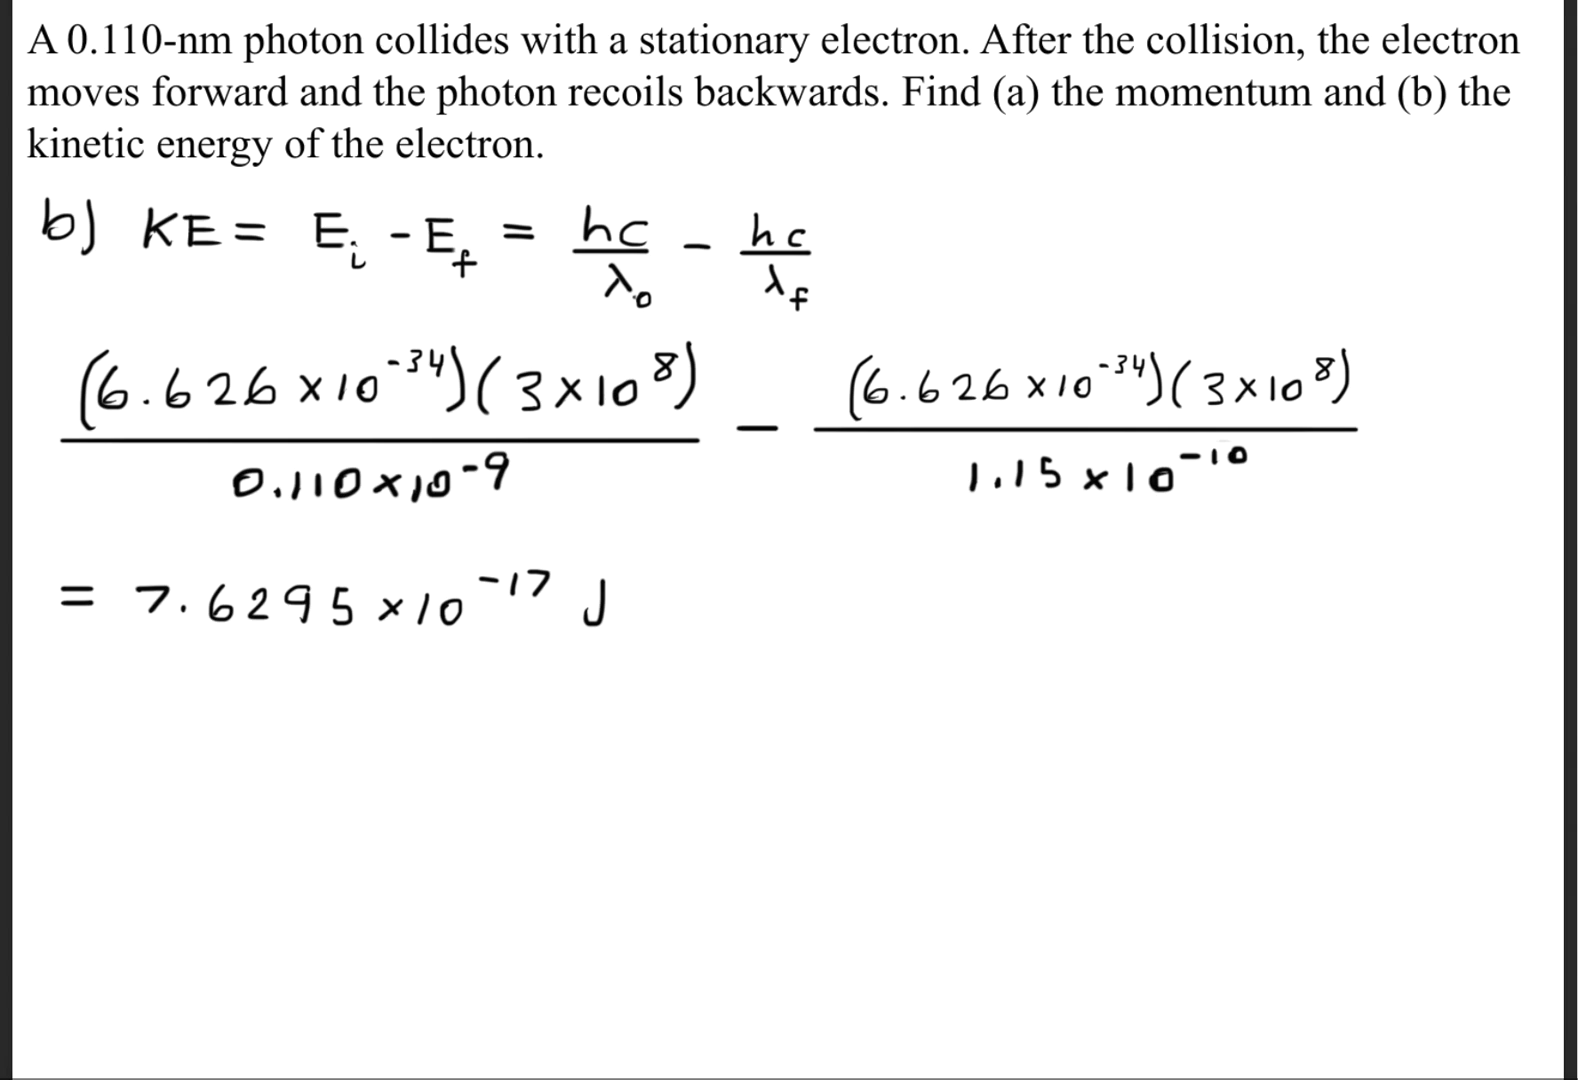 A 0.110-nm photon collides with a stationary electron. After the collision, the electron
moves forward and the photon recoils backwards. Find (a) the momentum and (b) the
kinetic energy of the electron.
b) KE = E_i - E_f = hc/λ_0 - hc/λ_f
(6.626 x 10^-34)(3 x 10^8) / 0.110 x 10^-9 - (6.626 x 10^-34)(3 x 10^8) / 1.15 x 10^-10
= 7.6295 x 10^-17 J